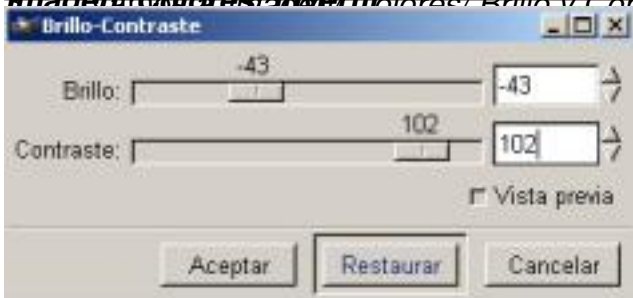 Brillo-Contraste
-43
Brillo: -43
102
Contraste: 102
Vista previa
Aceptar Restaurar Cancelar